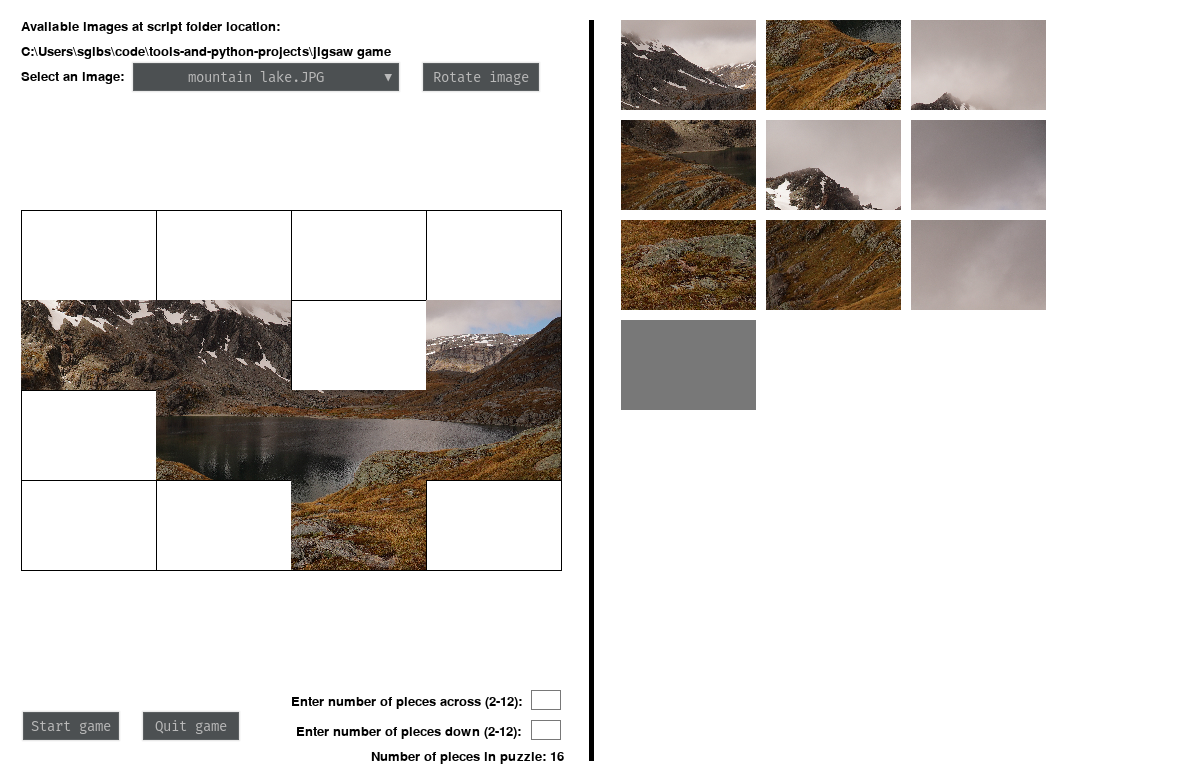 Available images at script folder location:
C:\Users\sgibs\code\tools-and-python-projects\jigsaw game
Select an image: mountain lake.JPG ▼ Rotate image
Enter number of pieces across (2-12):
Start game Quit game Enter number of pieces down (2-12):
Number of pieces in puzzle: 16